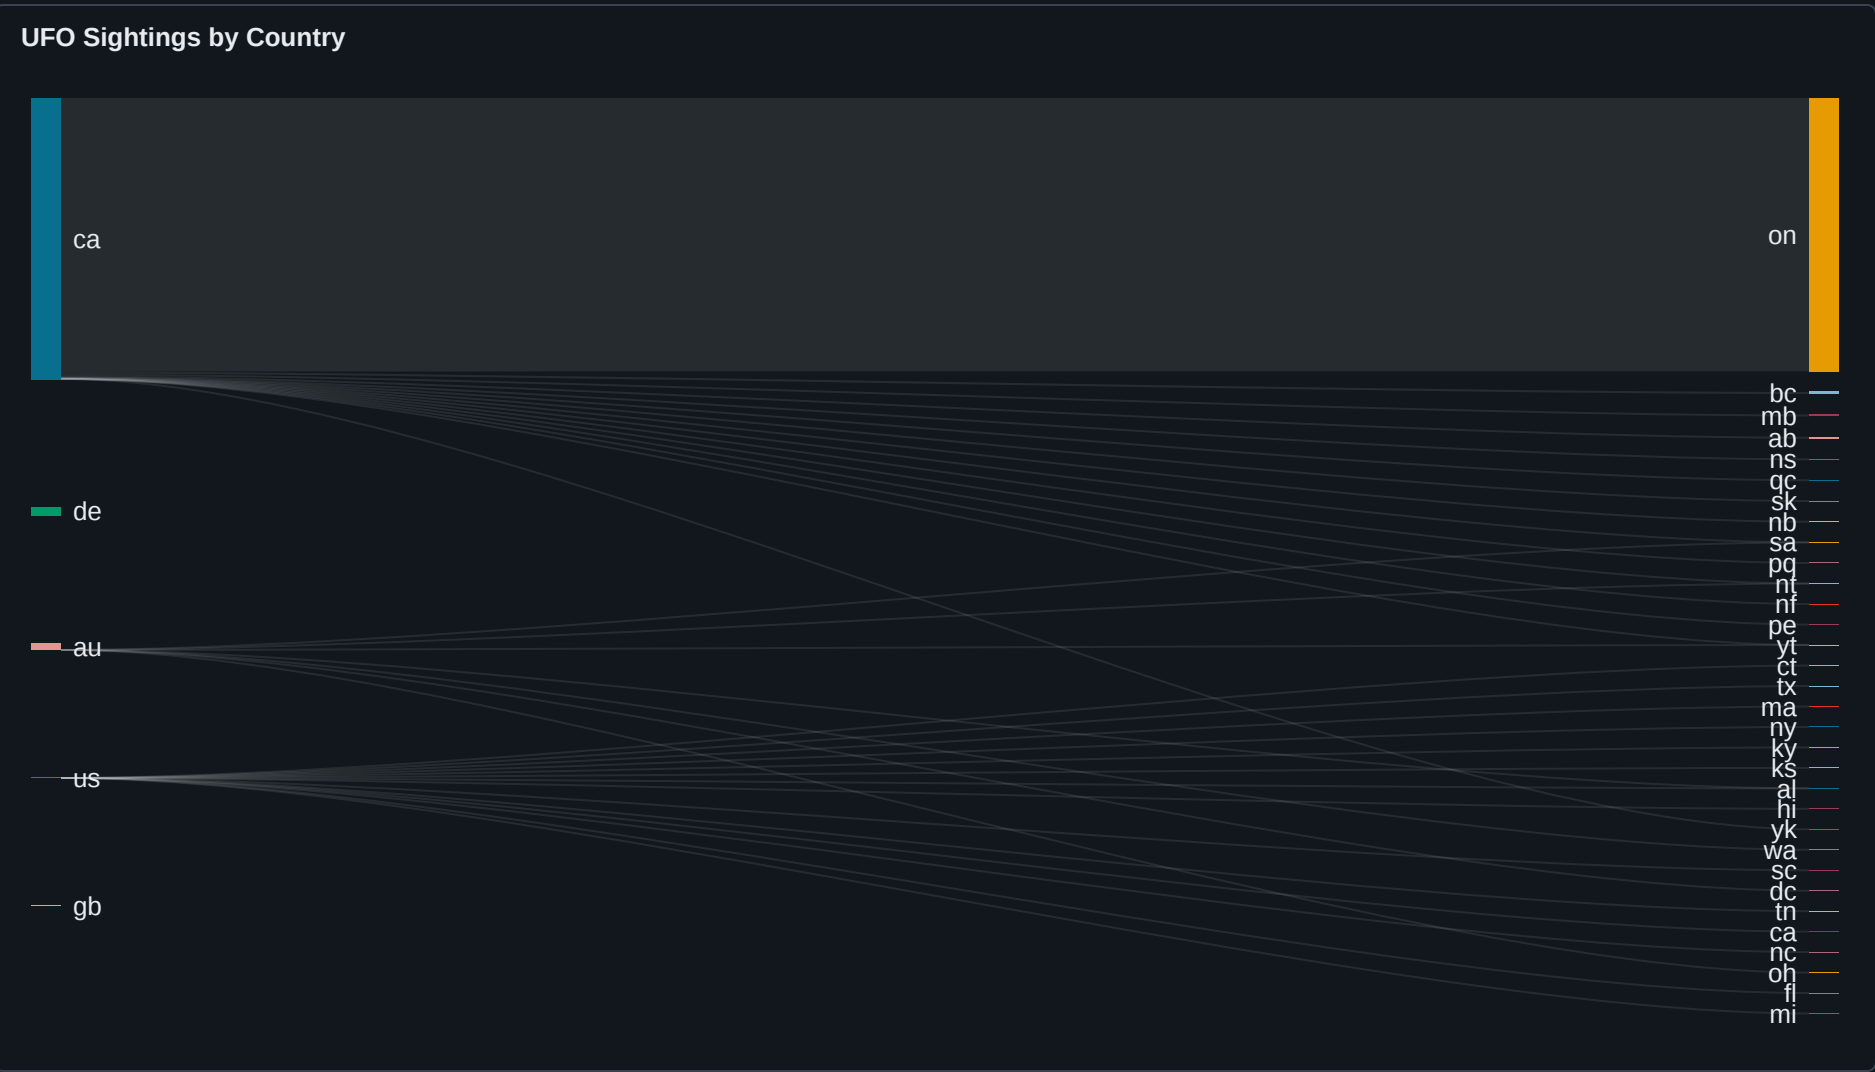 UFO Sightings by Country
ca
on
bc
mb
ab
ns
qc
sk
de
nb
sa
pq
nt
nf
pe
au
yt
ct
tx
ma
ny
ky
us
ks
al
hi
yk
wa
sc
dc
gb
tn
ca
nc
oh
fl
mi